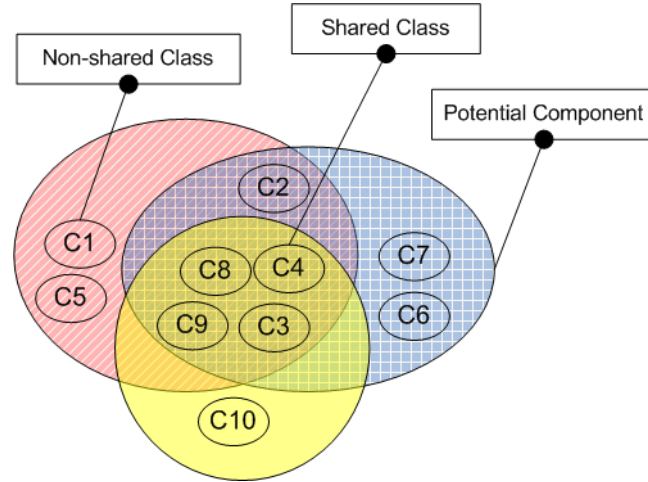 Shared Class
Non-shared Class
Potential Component
C2
C1
C7
C8
C4
C5
C6
C9
C3
C10